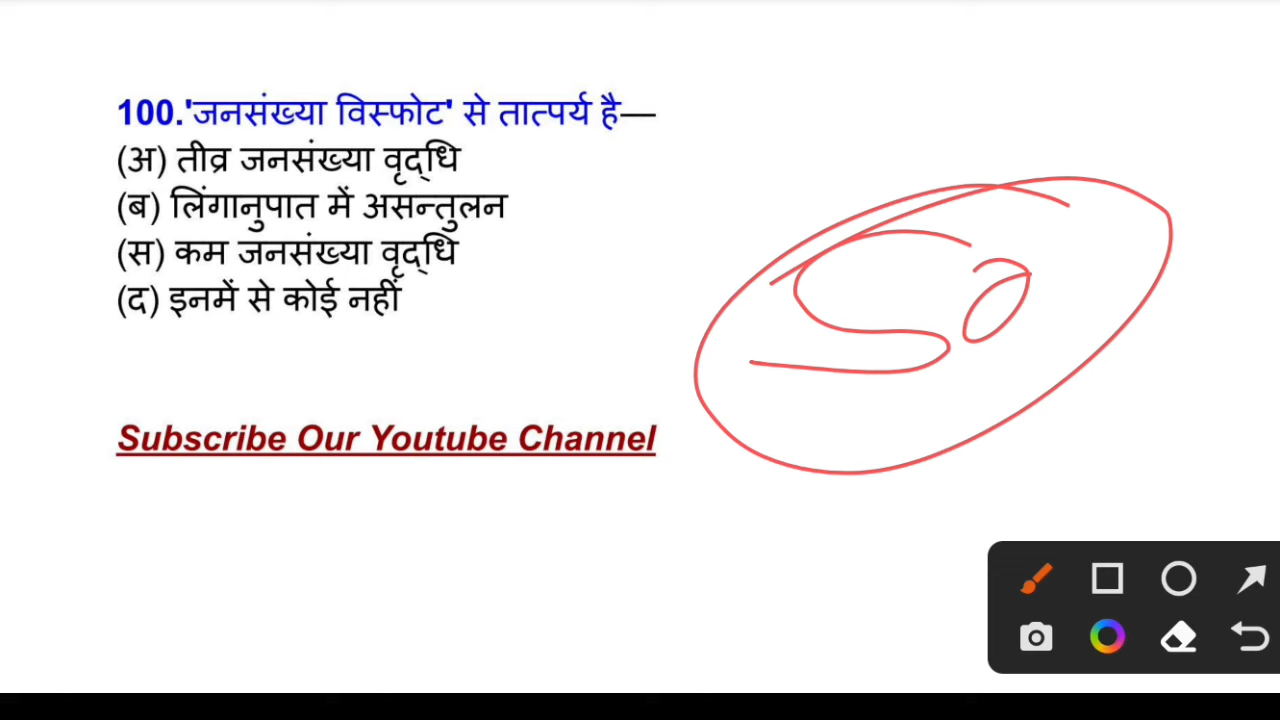 100.'जनसंख्या विस्फोट' से तात्पर्य है—
(अ) तीव्र जनसंख्या वृद्धि
(ब) लिंगानुपात में असन्तुलन
(स) कम जनसंख्या वृद्धि
(द) इनमें से कोई नहीं
Subscribe Our Youtube Channel